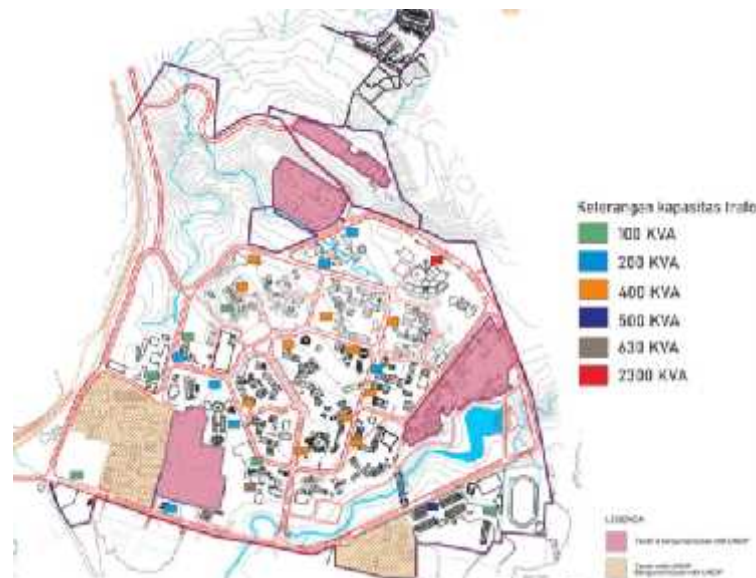 Keterangan kapasitas trafo
100 KVA
200 KVA
400 KVA
500 KVA
630 KVA
2300 KVA
LEGENDA